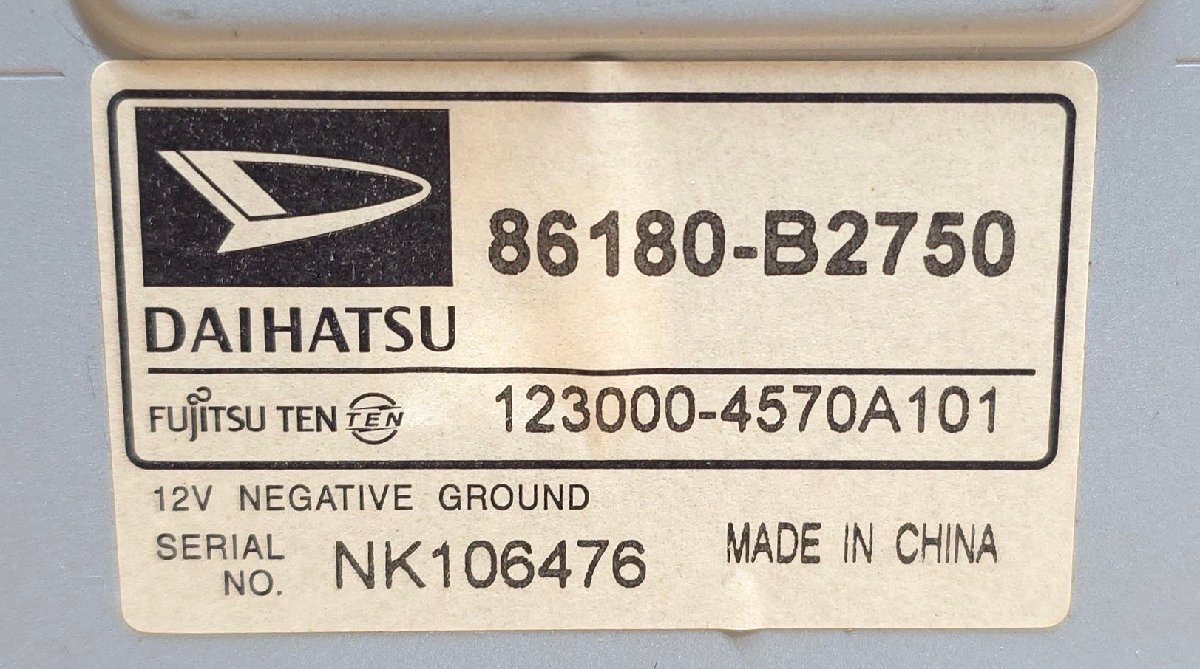 86180-B2750
DAIHATSU
FUJITSU TEN TEN 123000-4570A101
12V NEGATIVE GROUND
SERIAL NO. NK106476
MADE IN CHINA